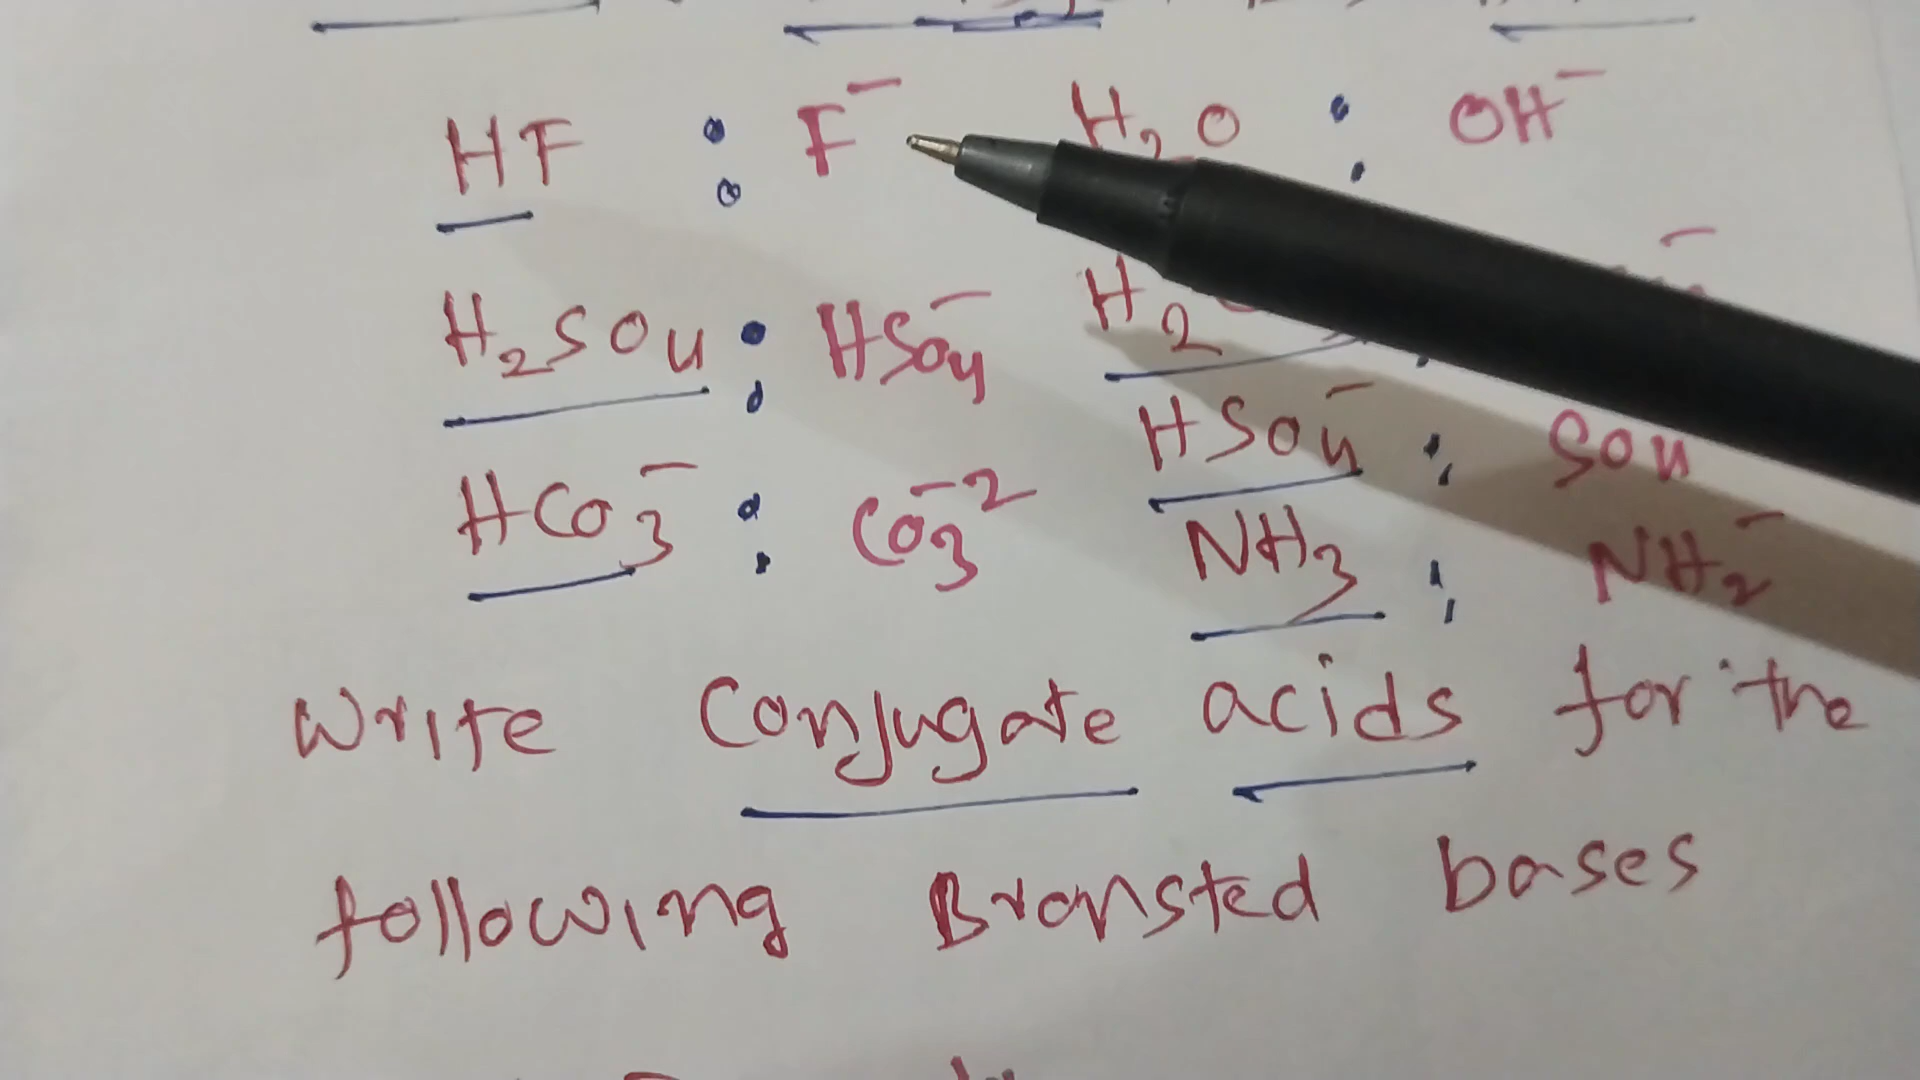 HF : F⁻ H₂O : OH⁻
H₂SO₄ : HSO₄⁻ H₂
HCO₃⁻ : CO₃⁻² HSO₄⁻ : SO₄
NH₃ : NH₂⁻
Write Conjugate acids for the
following Bronsted bases